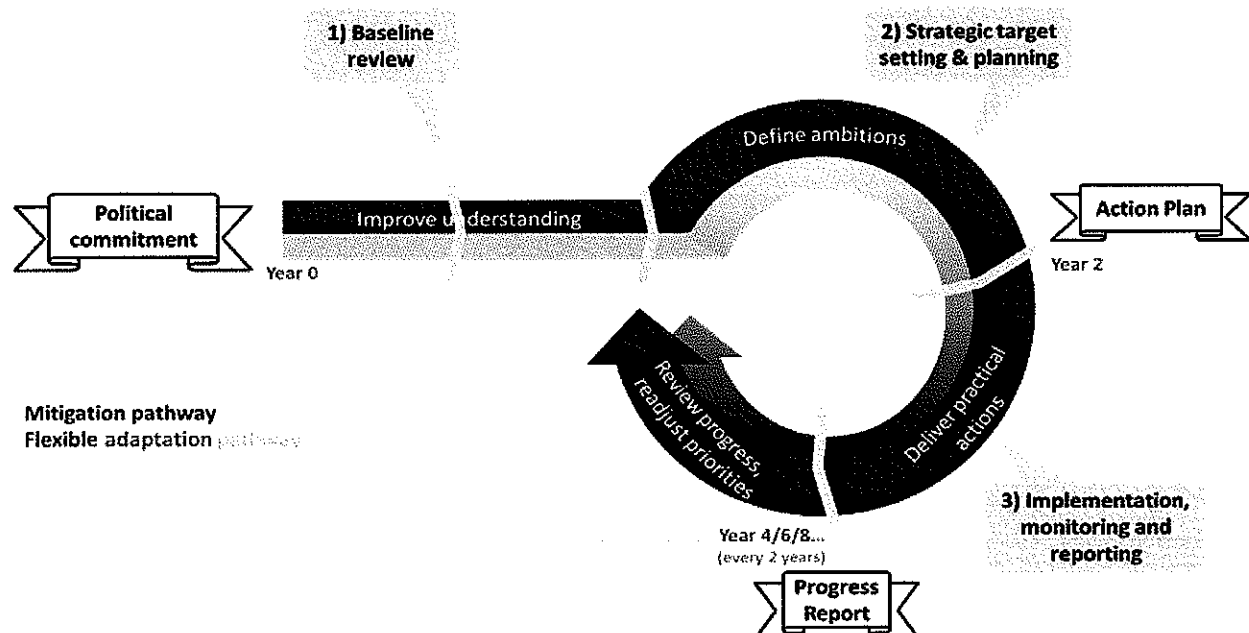 1) Baseline
review
2) Strategic target
setting & planning
Define ambitions
Political
commitment
Improve understanding
Action Plan
Year 0
Year 2
Mitigation pathway
Flexible adaptation pathway
Review progress,
readjust priorities
Deliver practical
actions
3) Implementation,
monitoring and
reporting
Year 4/6/8...
(every 2 years)
Progress
Report